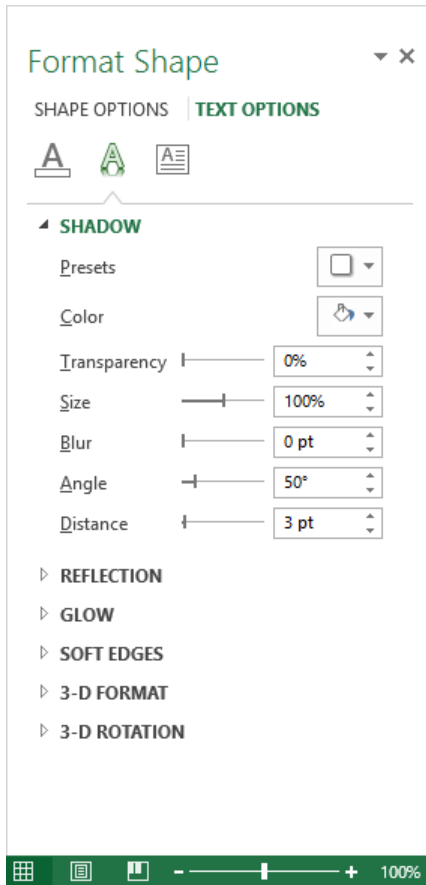 Format Shape
SHAPE OPTIONS TEXT OPTIONS
A A A
SHADOW
Presets
Color
Transparency 0%
Size 100%
Blur 0 pt
Angle 50°
Distance 3 pt
REFLECTION
GLOW
SOFT EDGES
3-D FORMAT
3-D ROTATION
- + 100%